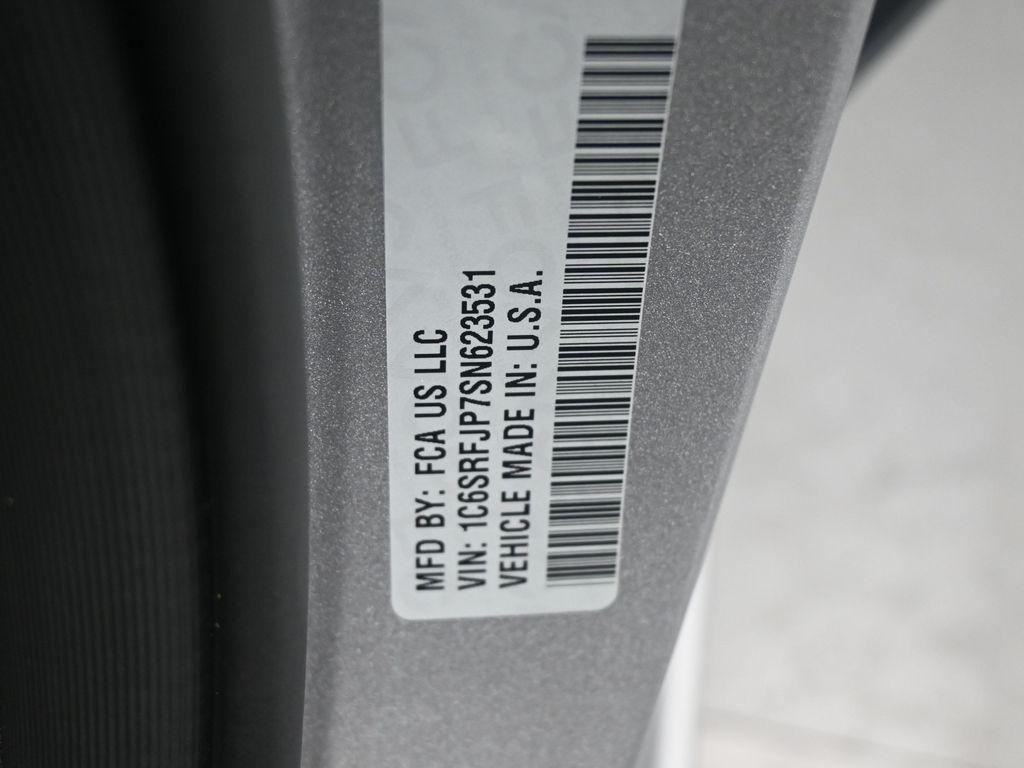 MFD BY: FCA US LLC
VIN: 1C6SRFJP7SN623531
VEHICLE MADE IN: U.S.A.